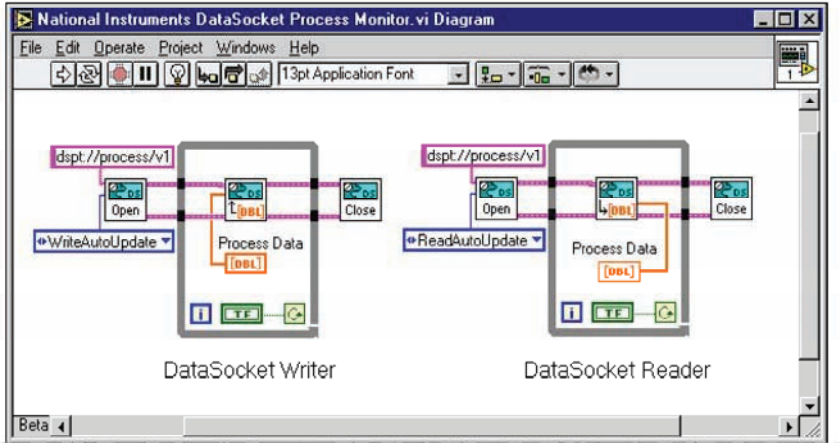 National Instruments DataSocket Process Monitor.vi Diagram
File Edit Operate Project Windows Help
13pt Application Font
1
dspt://process/v1
DS
Open
DS
[DBL]
DS
Close
WriteAutoUpdate
Process Data
[DBL]
i
TF
DataSocket Writer
dspt://process/v1
DS
Open
DS
[DBL]
DS
Close
ReadAutoUpdate
Process Data
[DBL]
i
TF
DataSocket Reader
Beta